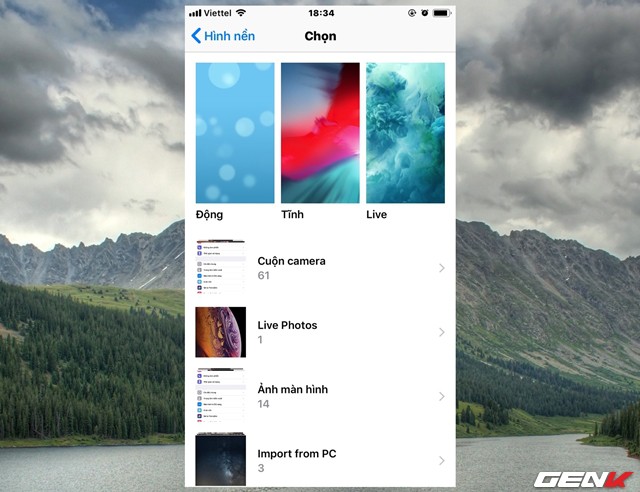 Viettel 18:34
Hình nền Chọn
Động Tĩnh Live
Cuộn camera
61
Live Photos
1
Ảnh màn hình
14
Import from PC
3
GENK